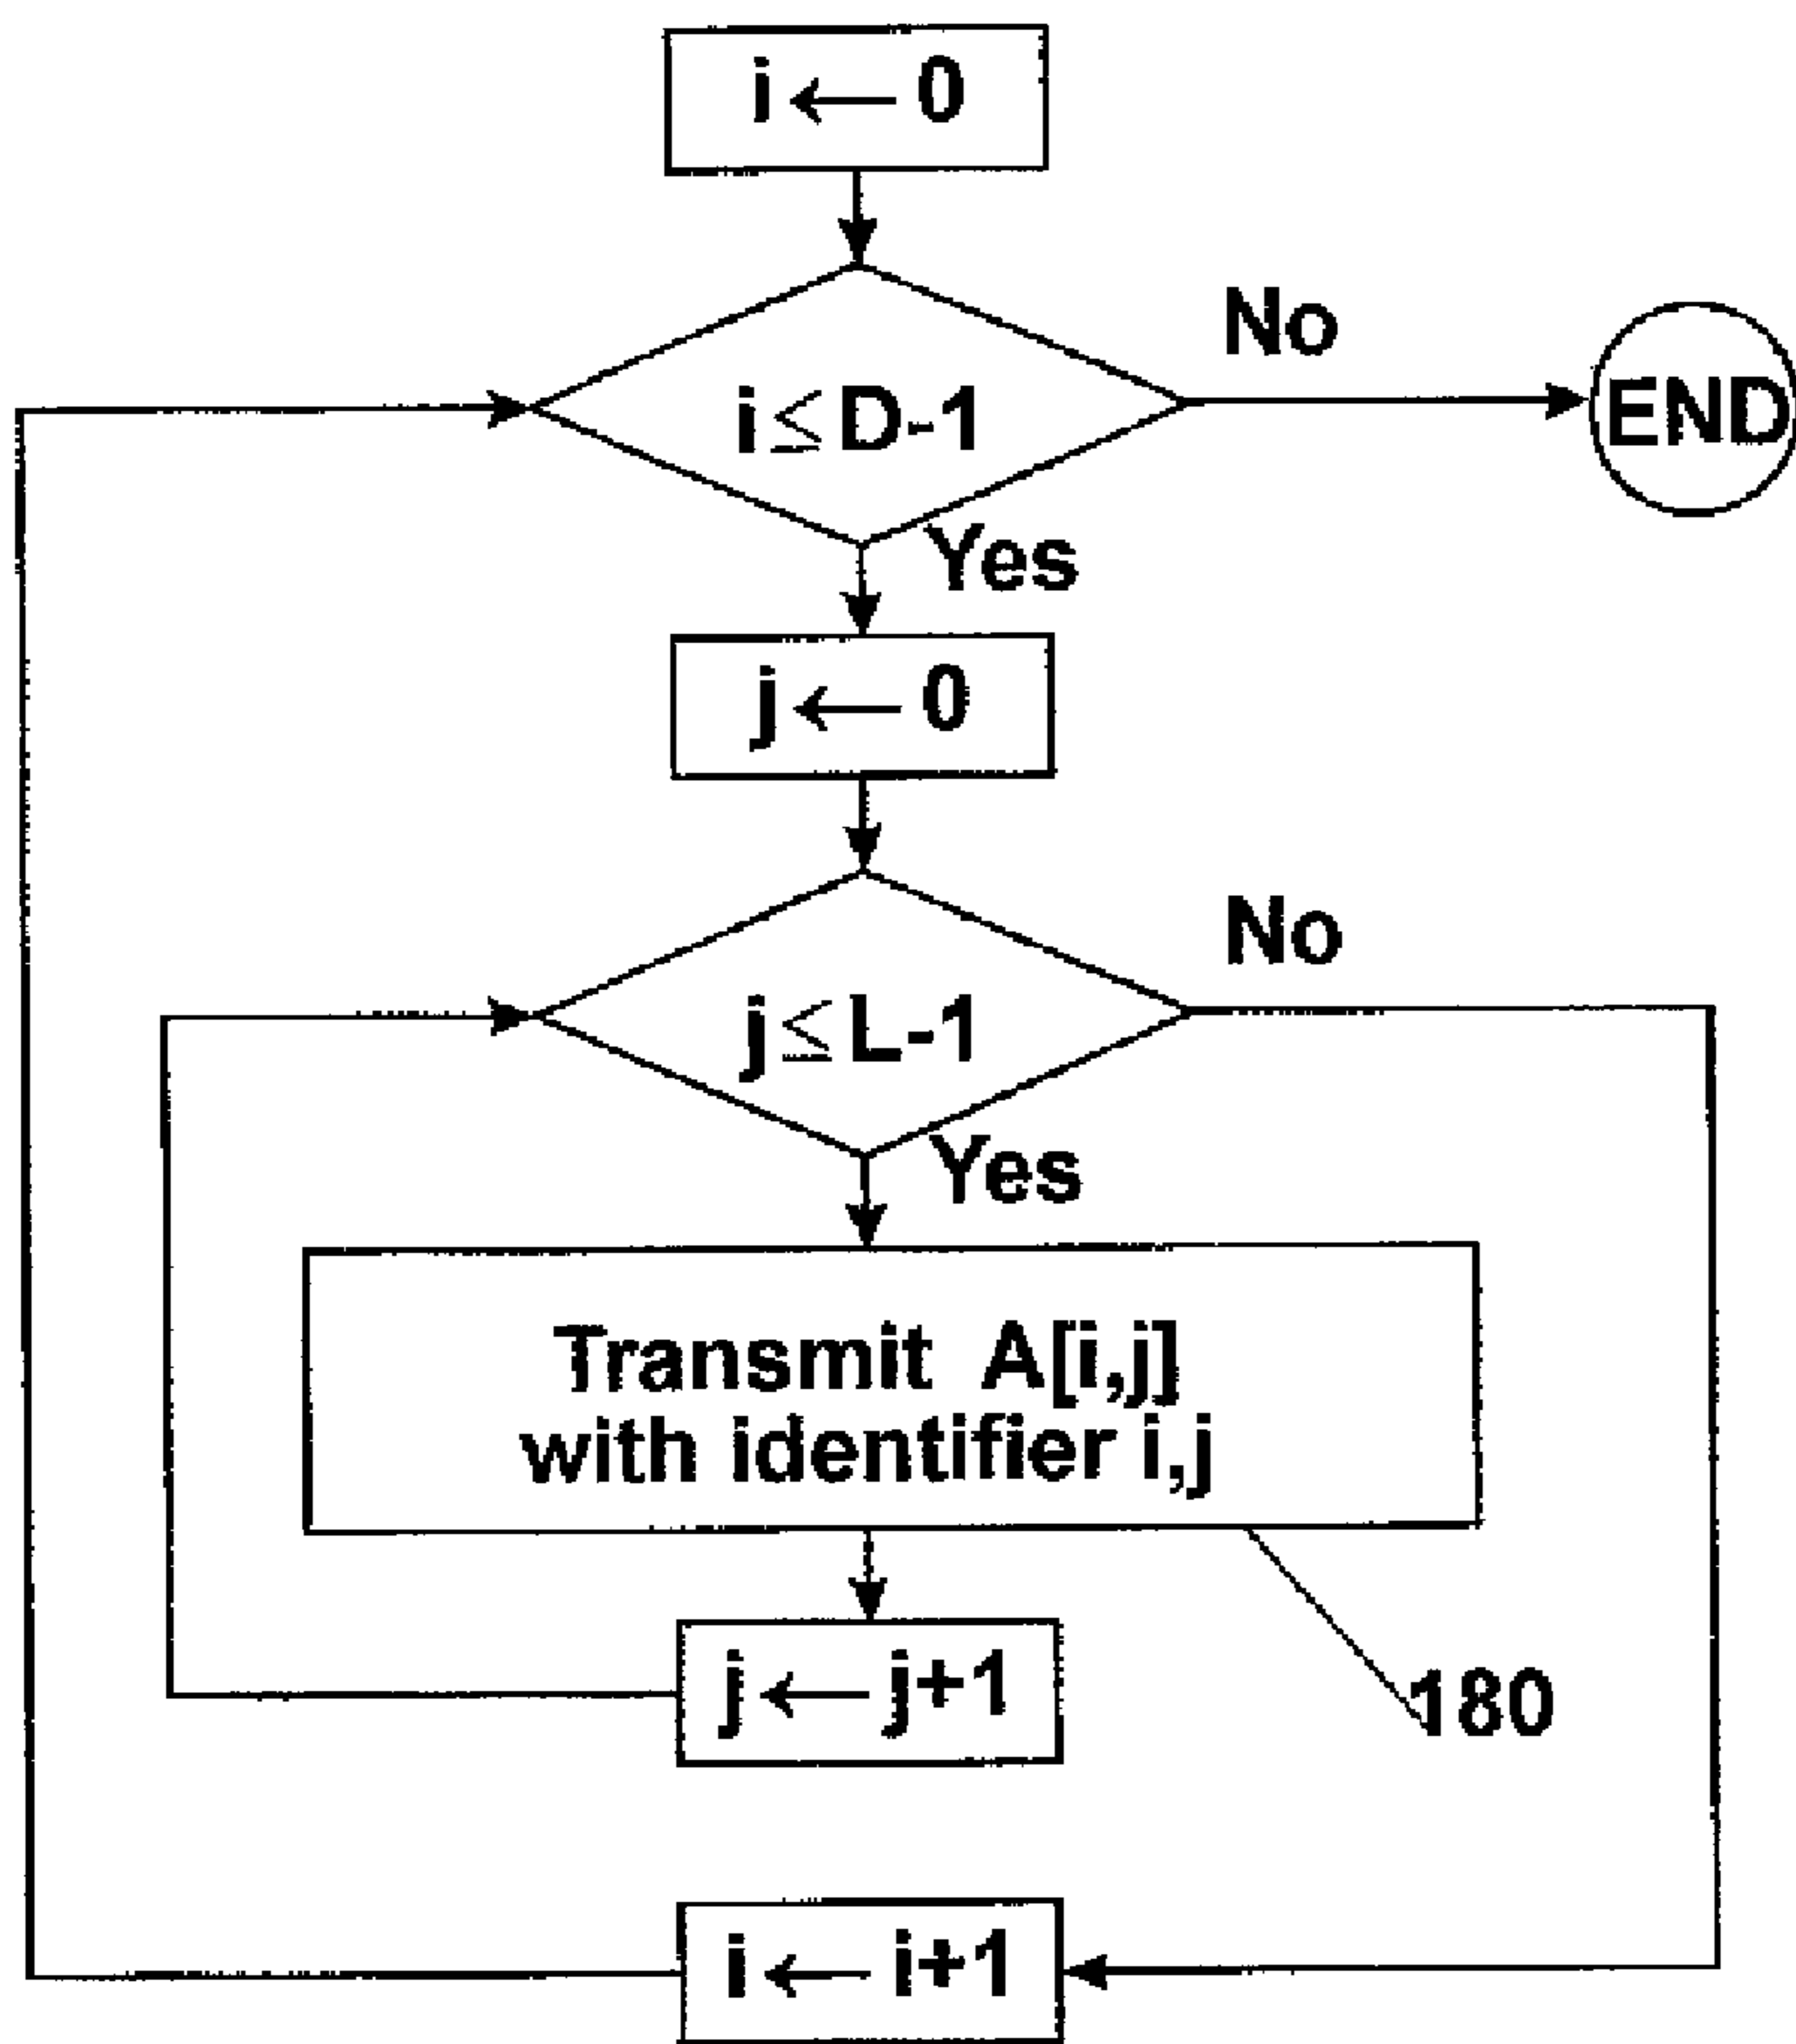 i ← 0
i ≦ D-1
No
END
Yes
j ← 0
j ≦ L-1
No
Yes
Transmit A[i,j]
with identifier i,j
j ← j+1
180
i ← i+1